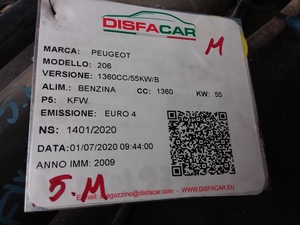 DISFACAR
M
MARCA: PEUGEOT
MODELLO: 206
VERSIONE: 1360CC/55KW/B
ALIM.: BENZINA CC: 1360 KW: 55
P5: KFW
EMISSIONE: EURO 4
NS: 1401/2020
DATA:01/07/2020 09:44:00
ANNO IMM: 2009
5.M
E-mail: magazzino@disfacar.com
WWW.DISFACAR.EU